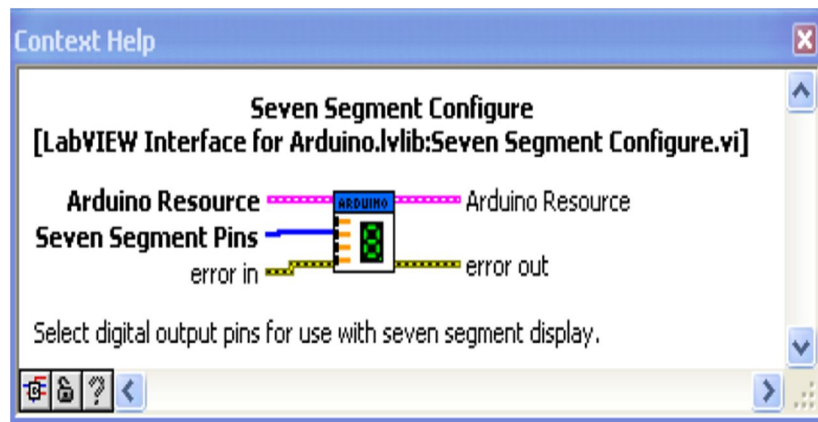 Context Help
Seven Segment Configure
[LabVIEW Interface for Arduino.lvlib:Seven Segment Configure.vi]
Arduino Resource ARDUINO Arduino Resource
Seven Segment Pins 8
error in error out
Select digital output pins for use with seven segment display.
?